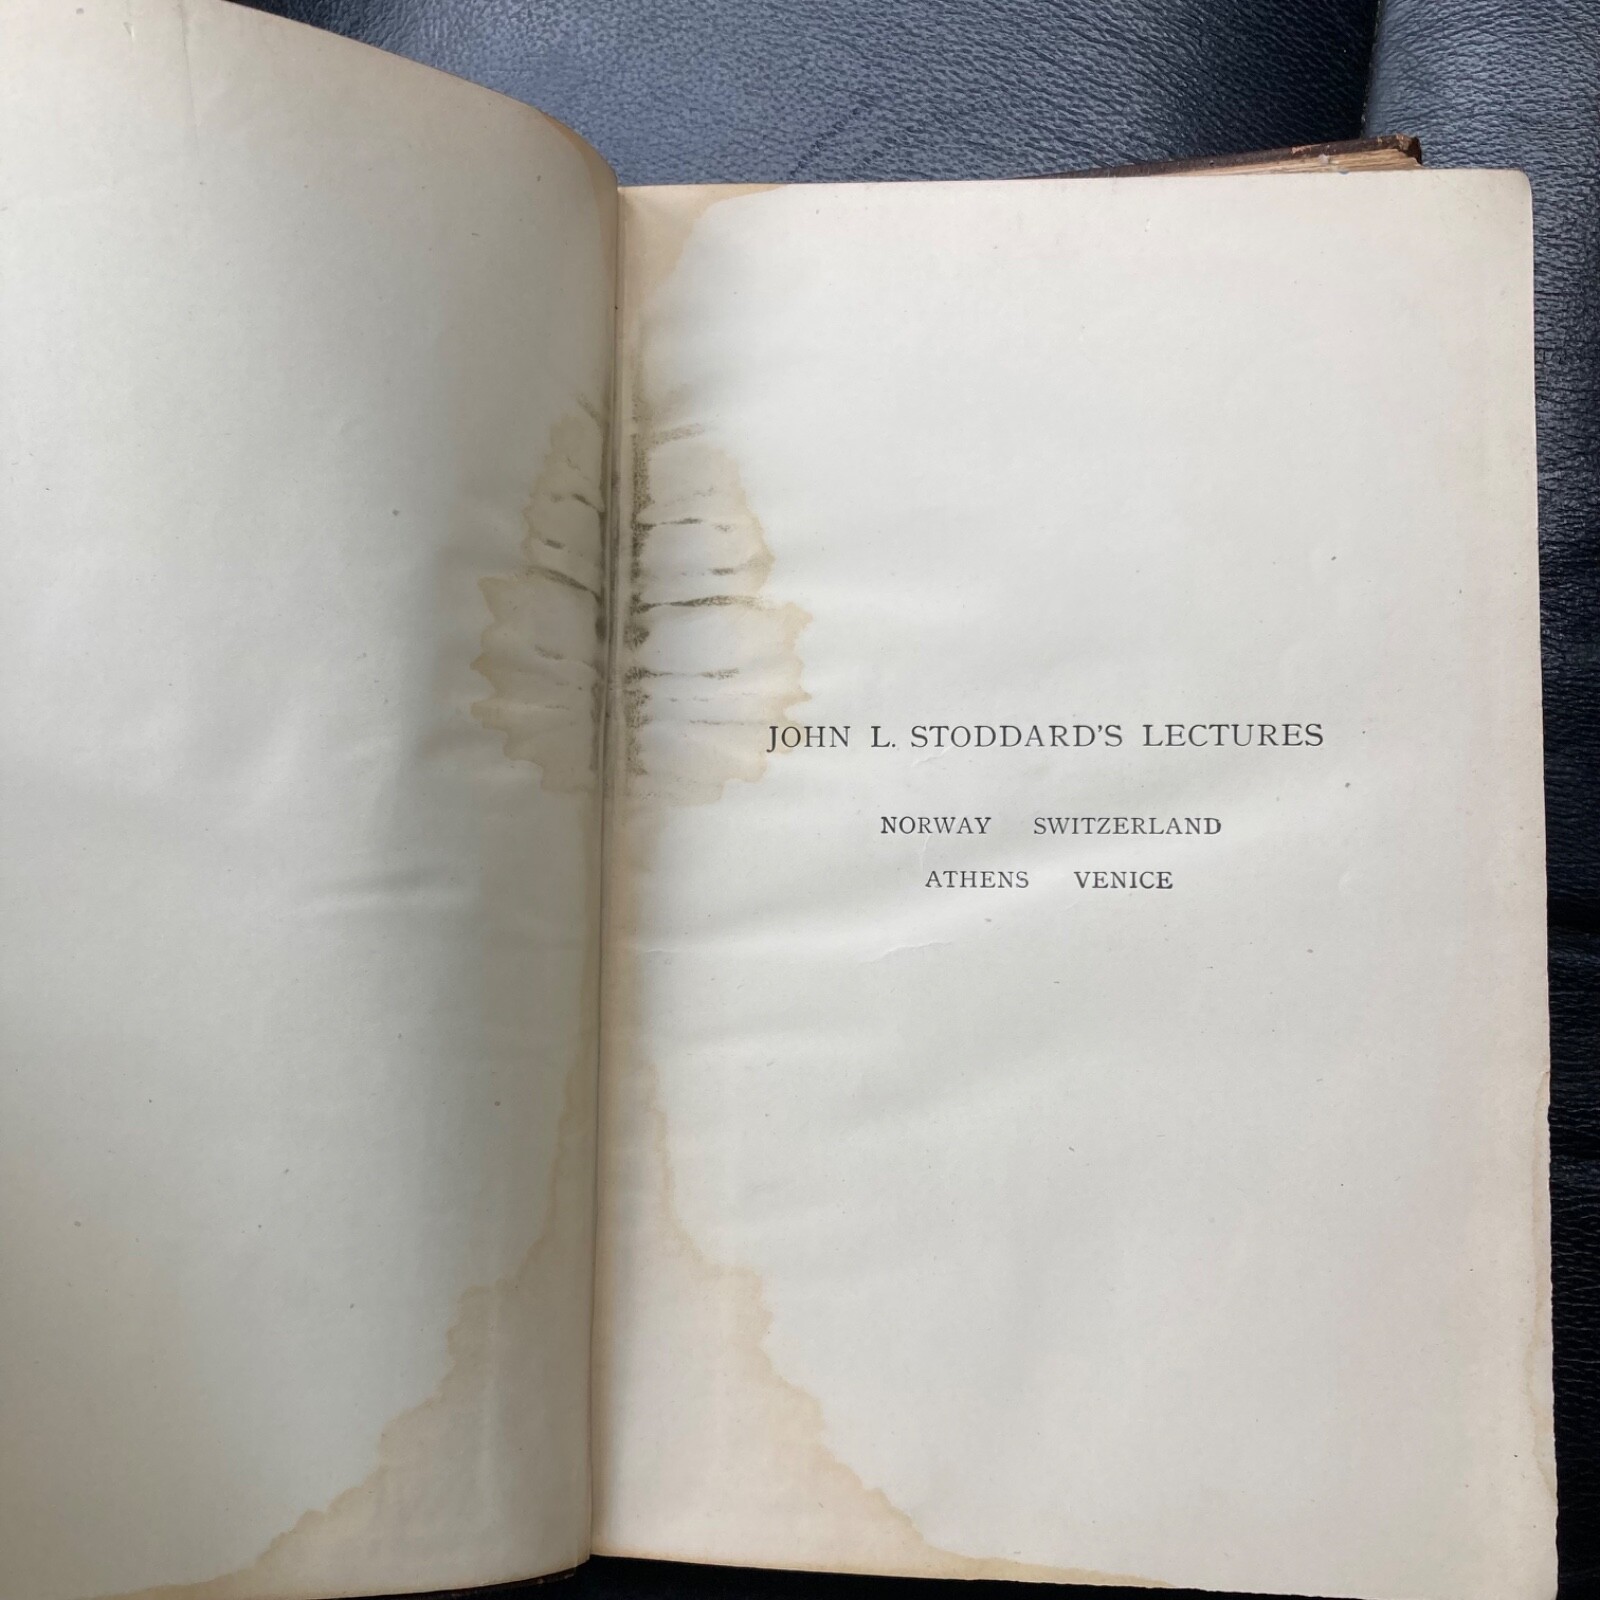 JOHN L. STODDARD'S LECTURES
NORWAY SWITZERLAND
ATHENS VENICE